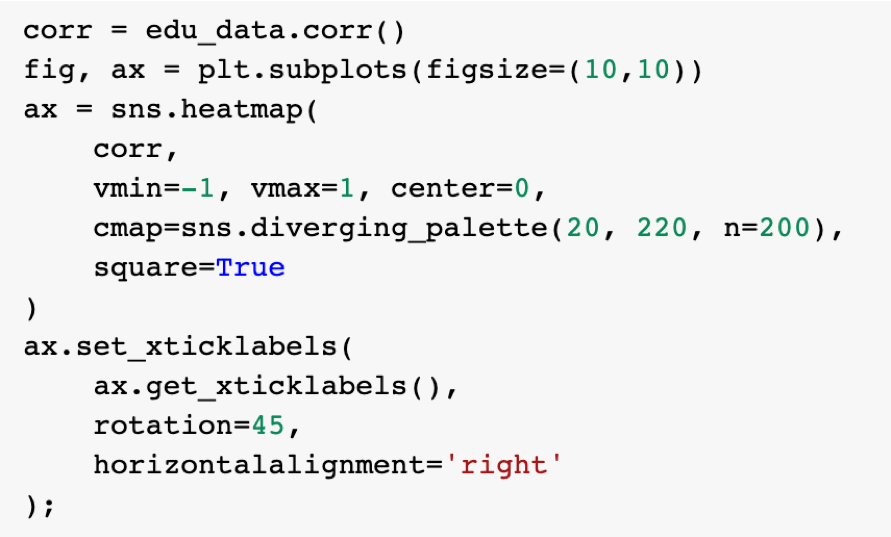 corr = edu_data.corr()
fig, ax = plt.subplots(figsize=(10,10))
ax = sns.heatmap(
    corr,
    vmin=-1, vmax=1, center=0,
    cmap=sns.diverging_palette(20, 220, n=200),
    square=True
)
ax.set_xticklabels(
    ax.get_xticklabels(),
    rotation=45,
    horizontalalignment='right'
);